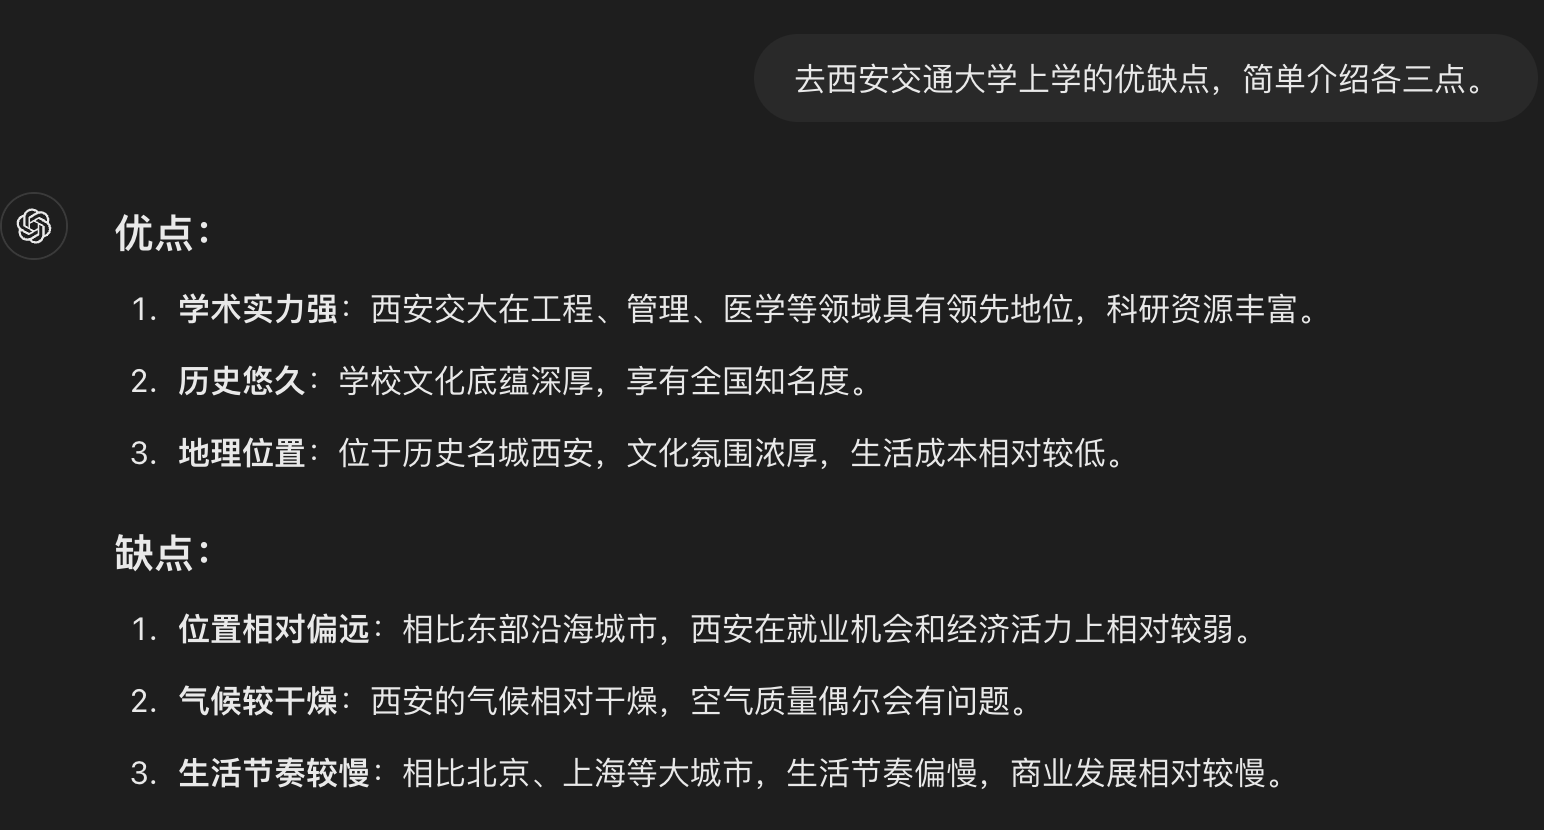 去西安交通大学上学的优缺点，简单介绍各三点。
优点：
1. 学术实力强：西安交大在工程、管理、医学等领域具有领先地位，科研资源丰富。
2. 历史悠久：学校文化底蕴深厚，享有全国知名度。
3. 地理位置：位于历史名城西安，文化氛围浓厚，生活成本相对较低。
缺点：
1. 位置相对偏远：相比东部沿海城市，西安在就业机会和经济活力上相对较弱。
2. 气候较干燥：西安的气候相对干燥，空气质量偶尔会有问题。
3. 生活节奏较慢：相比北京、上海等大城市，生活节奏偏慢，商业发展相对较慢。